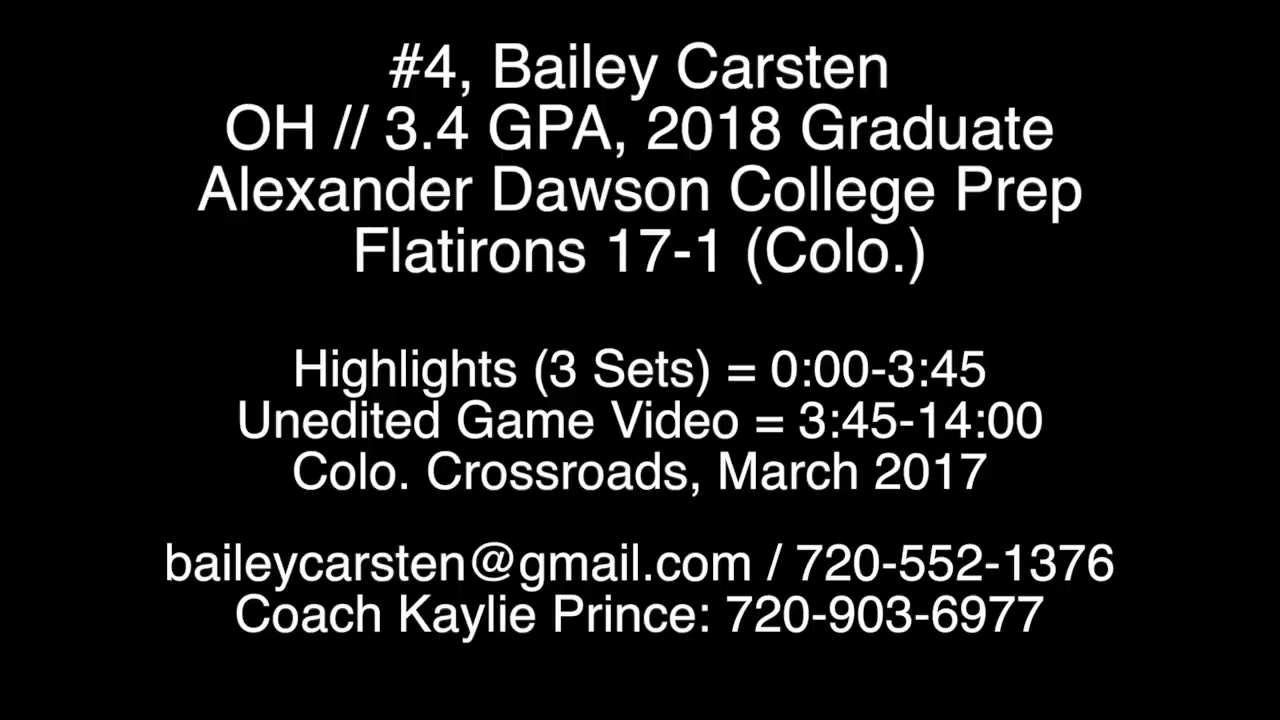 #4, Bailey Carsten
OH // 3.4 GPA, 2018 Graduate
Alexander Dawson College Prep
Flatirons 17-1 (Colo.)
Highlights (3 Sets) = 0:00-3:45
Unedited Game Video = 3:45-14:00
Colo. Crossroads, March 2017
baileycarsten@gmail.com / 720-552-1376
Coach Kaylie Prince: 720-903-6977